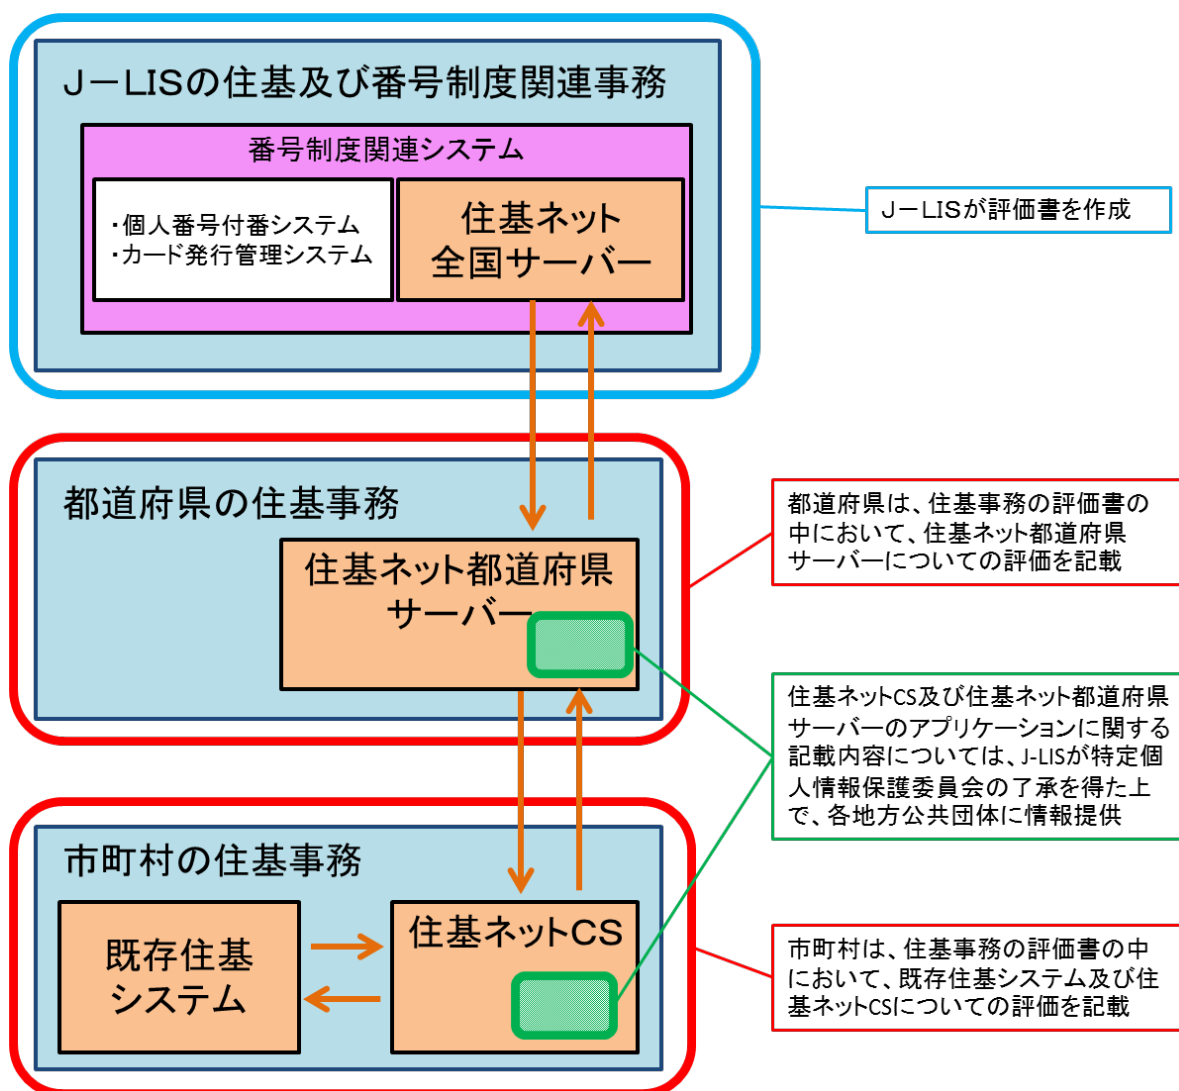 J－LISの住基及び番号制度関連事務
番号制度関連システム
・個人番号付番システム
・カード発行管理システム
住基ネット
全国サーバー
J－LISが評価書を作成
都道府県の住基事務
住基ネット都道府県
サーバー
都道府県は、住基事務の評価書の
中において、住基ネット都道府県
サーバーについての評価を記載
住基ネットCS及び住基ネット都道府県
サーバーのアプリケーションに関する
記載内容については、J-LISが特定個
人情報保護委員会の了承を得た上
で、各地方公共団体に情報提供
市町村の住基事務
既存住基
システム
住基ネットCS
市町村は、住基事務の評価書の中
において、既存住基システム及び住
基ネットCSについての評価を記載